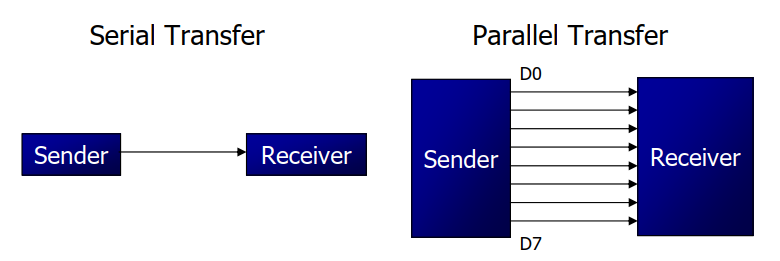 Serial Transfer
Sender
Receiver
Parallel Transfer
D0
Sender
Receiver
D7